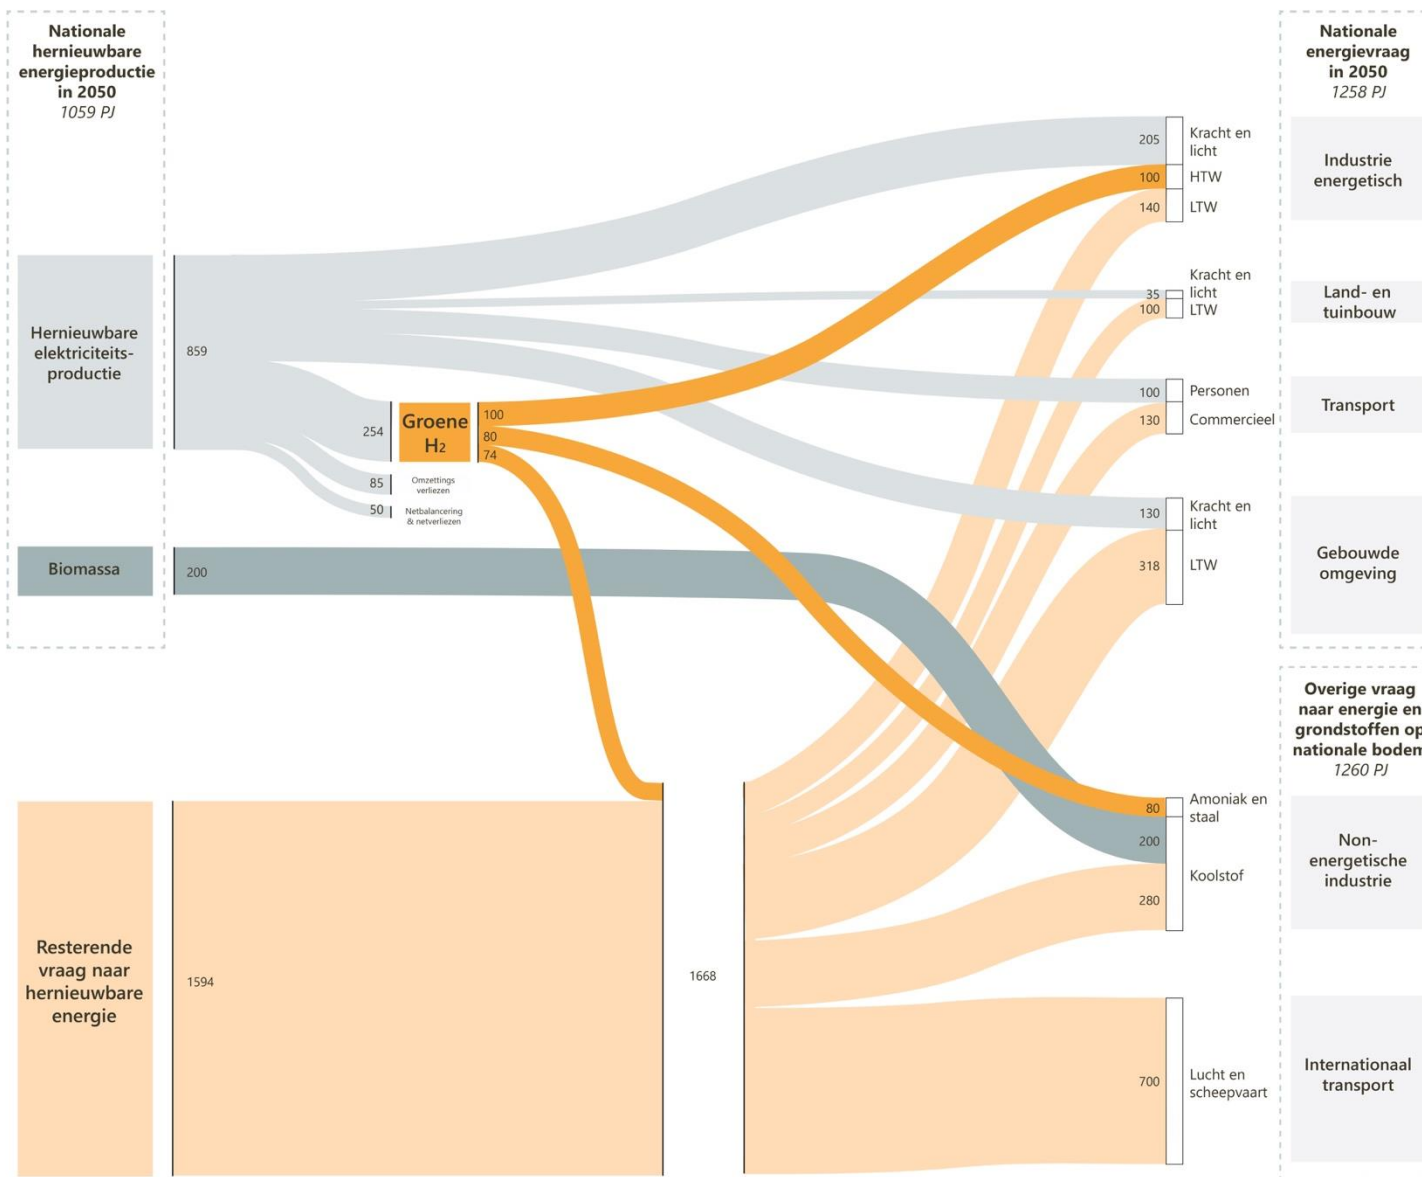 Nationale
hernieuwbare
energieproductie
in 2050
1059 PJ
Hernieuwbare
elektriciteits-
productie
859
Biomassa
200
Resterende
vraag naar
hernieuwbare
energie
1594
254
Groene
H2
100
80
74
85
Omzettings
verliezen
50
Netbalancering
& netverliezen
1668
205
Kracht en
licht
100
HTW
140
LTW
Kracht en
licht
35
100
LTW
100
Personen
130
Commercieel
130
Kracht en
licht
318
LTW
80
Amoniak en
staal
200
Koolstof
280
700
Lucht en
scheepvaart
Nationale
energievraag
in 2050
1258 PJ
Industrie
energetisch
Land- en
tuinbouw
Transport
Gebouwde
omgeving
Overige vraag
naar energie en
grondstoffen op
nationale bodem
1260 PJ
Non-
energetische
industrie
Internationaal
transport